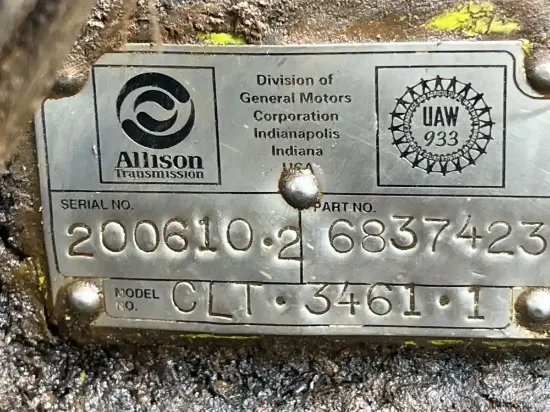 Allison
Transmission
Division of
General Motors
Corporation
Indianapolis
Indiana
USA
UAW
933
SERIAL NO.
200610·2
PART NO.
6837423
MODEL
NO.
CLT·3461·1